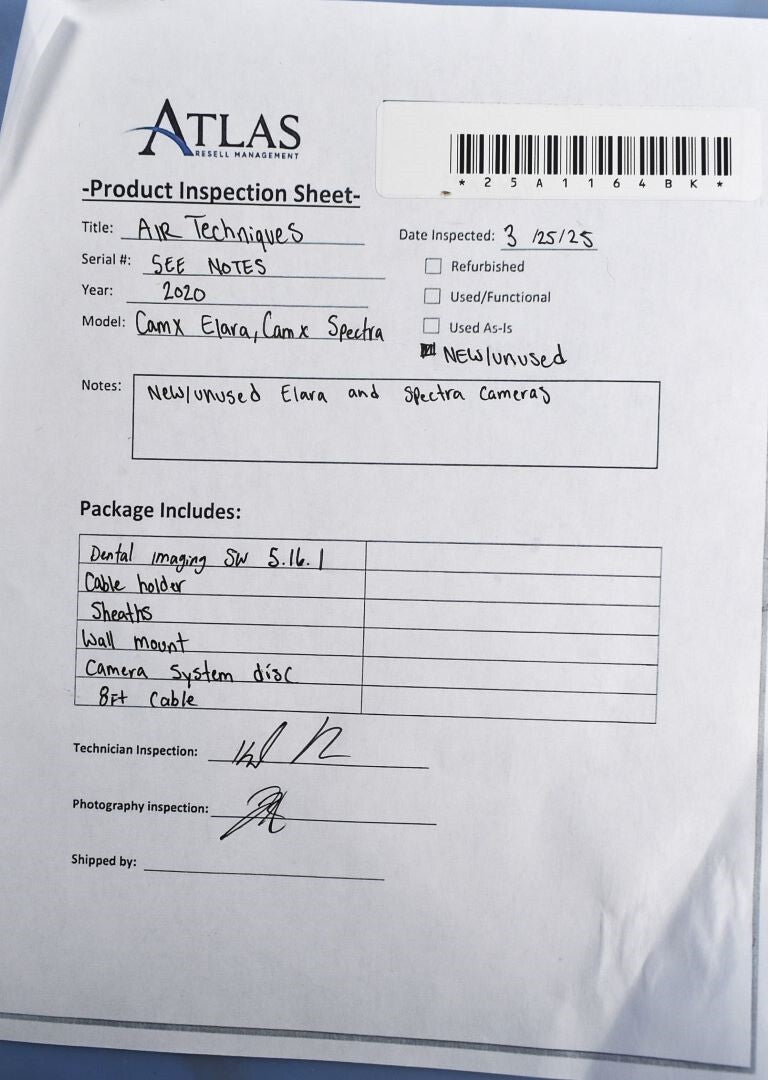 ATLAS
RESELL MANAGEMENT
* 2 5 A 1 1 6 4 B K *
-Product Inspection Sheet-
Title: AIR Techniques
Date Inspected: 3 /25/25
Serial #: SEE NOTES
Refurbished
Year: 2020
Used/Functional
Model: CamX Elara, Cam x Spectra
Used As-Is
NEW/unused
Notes: New/unused Elara and Spectra Cameras
Package Includes:
Dental imaging SW 5.16.1
Cable holder
Sheaths
Wall mount
Camera System disc
8Ft Cable
Technician Inspection:
Photography inspection:
Shipped by: